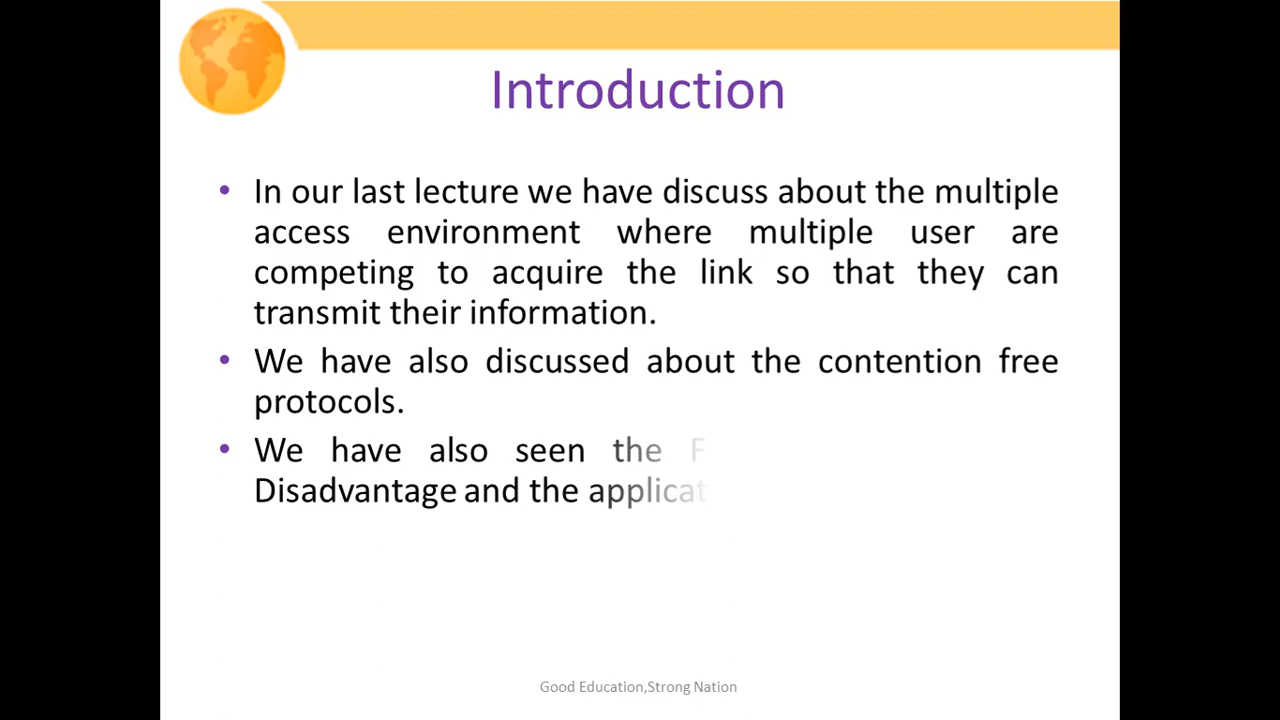 Introduction
• In our last lecture we have discuss about the multiple
access environment where multiple user are
competing to acquire the link so that they can
transmit their information.
• We have also discussed about the contention free
protocols.
• We have also seen the
Disadvantage and the
Good Education,Strong Nation